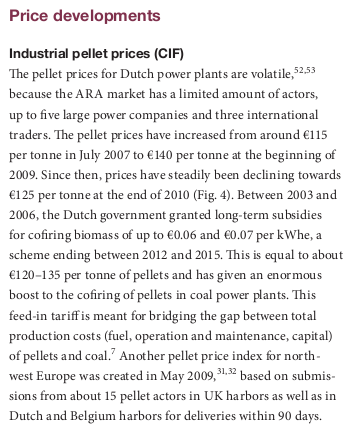 Price developments
Industrial pellet prices (CIF)
The pellet prices for Dutch power plants are volatile,52,53
because the ARA market has a limited amount of actors,
up to five large power companies and three international
traders. The pellet prices have increased from around €115
per tonne in July 2007 to €140 per tonne at the beginning of
2009. Since then, prices have steadily been declining towards
€125 per tonne at the end of 2010 (Fig. 4). Between 2003 and
2006, the Dutch government granted long-term subsidies
for cofiring biomass of up to €0.06 and €0.07 per kWhe, a
scheme ending between 2012 and 2015. This is equal to about
€120–135 per tonne of pellets and has given an enormous
boost to the cofiring of pellets in coal power plants. This
feed-in tariff is meant for bridging the gap between total
production costs (fuel, operation and maintenance, capital)
of pellets and coal.7 Another pellet price index for north-
west Europe was created in May 2009,31,32 based on submis-
sions from about 15 pellet actors in UK harbors as well as in
Dutch and Belgium harbors for deliveries within 90 days.